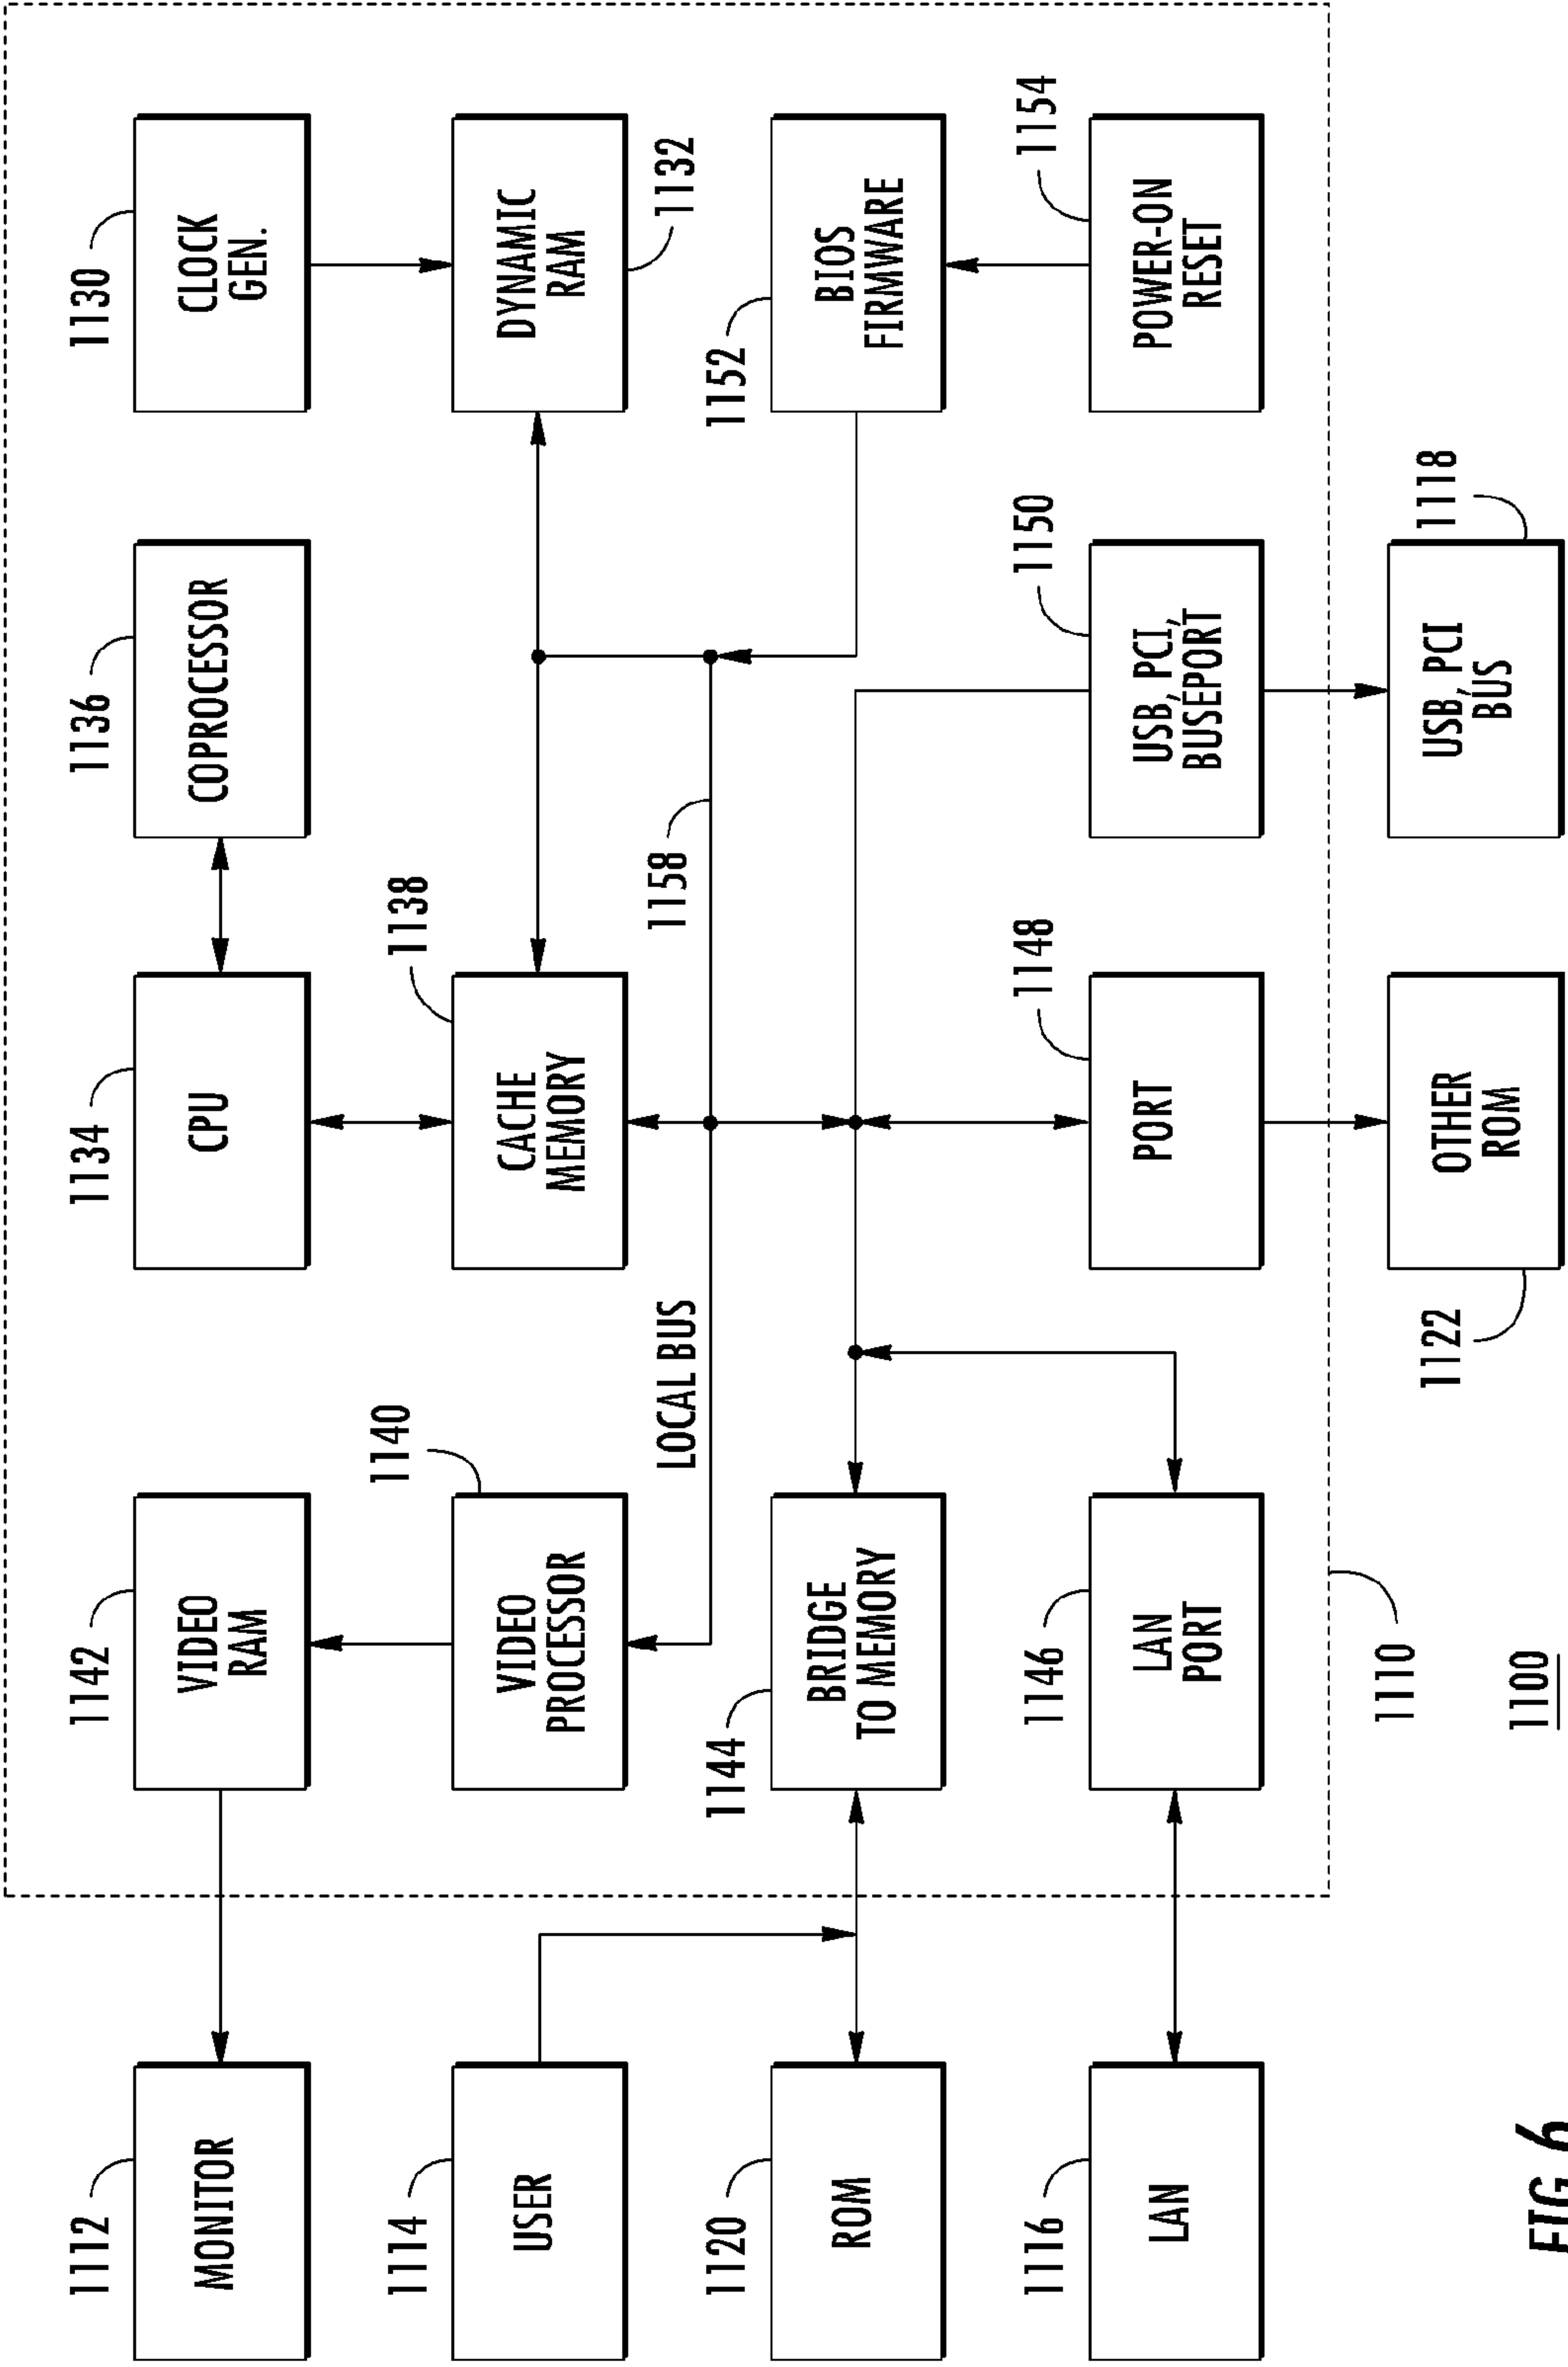 1112
MONITOR
1142
VIDEO
RAM
1134
CPU
1136
COPROCESSOR
1130
CLOCK
GEN.
1114
USER
1140
VIDEO
PROCESSOR
1138
CACHE
MEMORY
DYNAMIC
RAM
1132
LOCAL BUS
1158
1120
ROM
1144
BRIDGE
TO MEMORY
1152
BIOS
FIRMWARE
1116
LAN
1146
LAN
PORT
1148
PORT
1150
USB, PCI,
BUSEPORT
1154
POWER-ON
RESET
1110
1122
OTHER
ROM
1118
USB, PCI
BUS
1100
FIG. 6